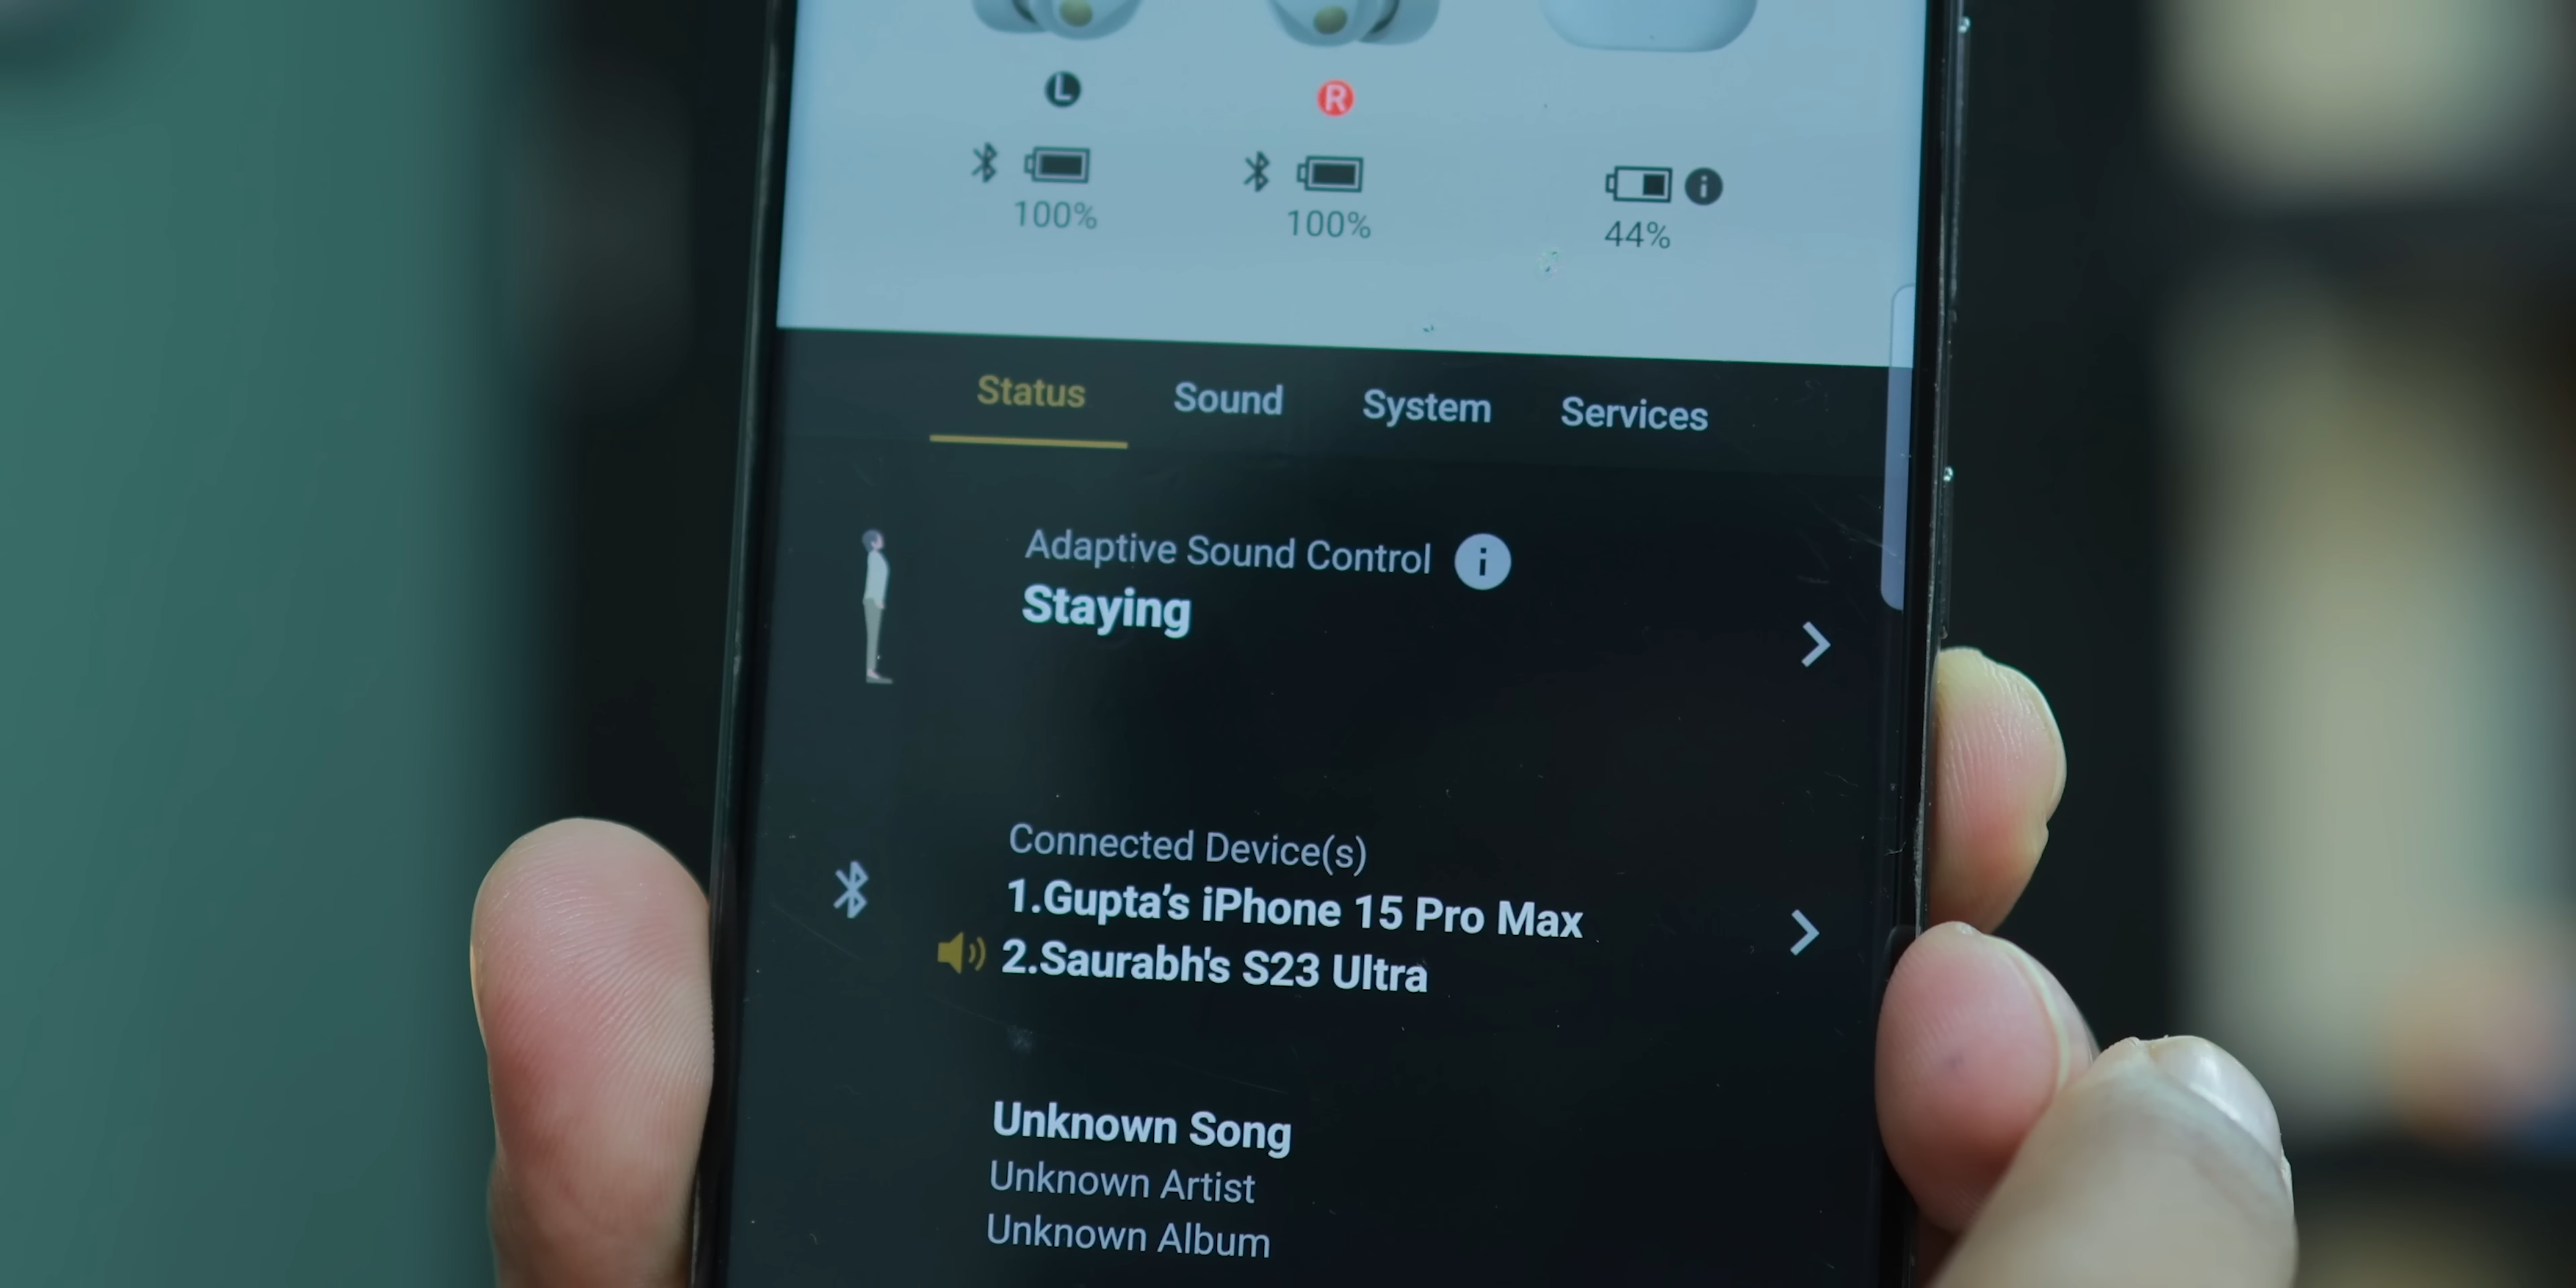 L
R
100%
100%
44%
Status
Sound
System
Services
Adaptive Sound Control
Staying
Connected Device(s)
1.Gupta's iPhone 15 Pro Max
2.Saurabh's S23 Ultra
Unknown Song
Unknown Artist
Unknown Album